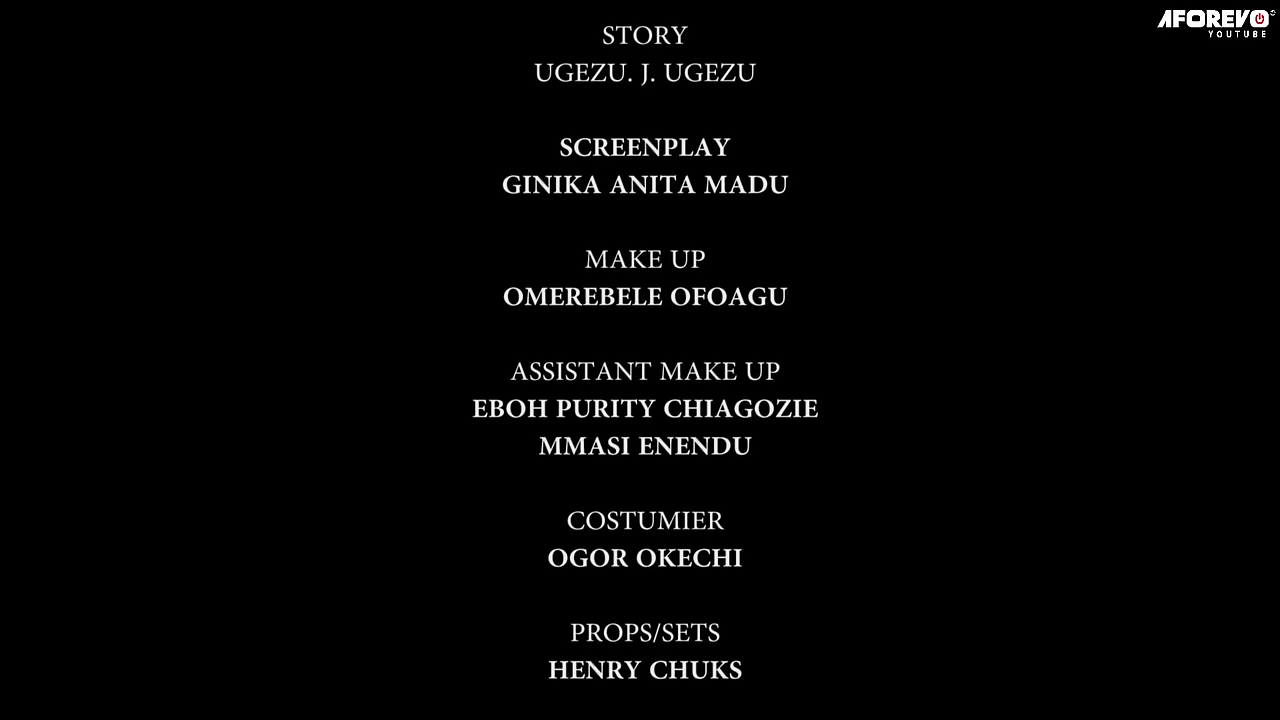 AFOREVO
YOUTUBE
STORY
UGEZU. J. UGEZU
SCREENPLAY
GINIKA ANITA MADU
MAKE UP
OMEREBELE OFOAGU
ASSISTANT MAKE UP
EBOH PURITY CHIAGOZIE
MMASI ENENDU
COSTUMIER
OGOR OKECHI
PROPS/SETS
HENRY CHUKS